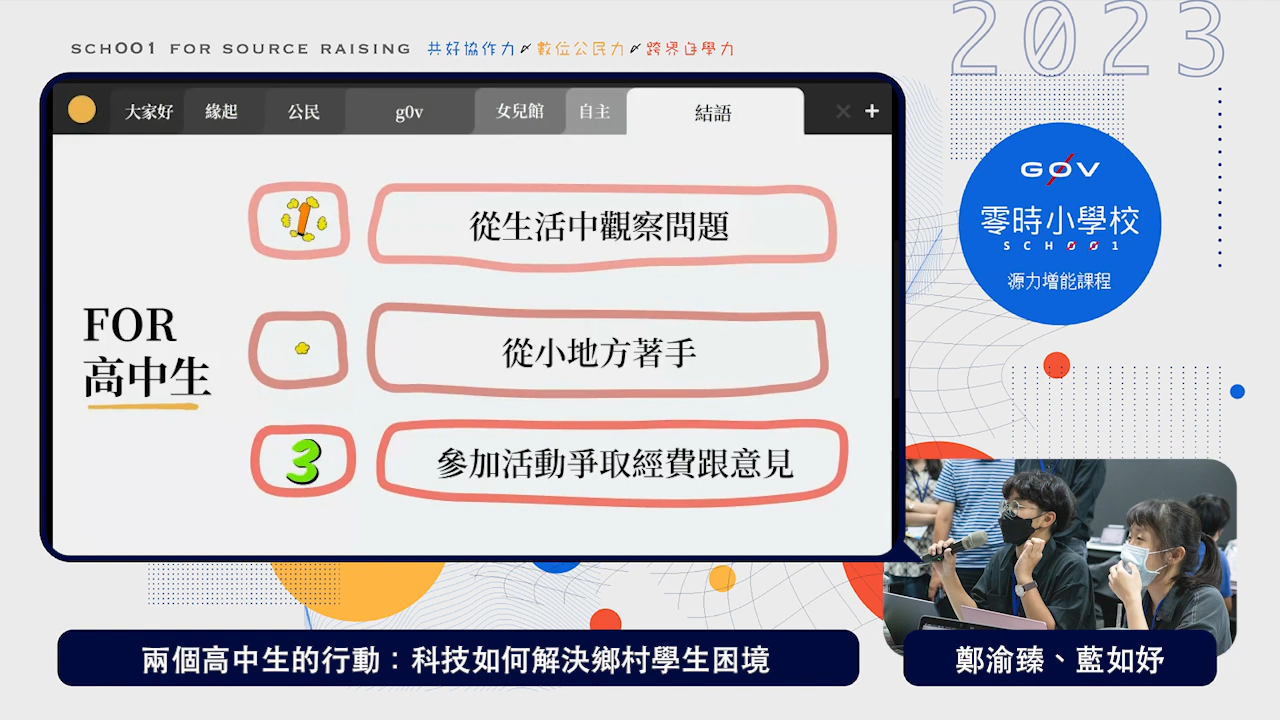 SCH001 FOR SOURCE RAISING 共好協作力 數位公民力 跨界自學力
2023
大家好 緣起 公民 g0v 女兒館 自主 結語
G0V
零時小學校
SCH001
源力增能課程
1 從生活中觀察問題
FOR
高中生
從小地方著手
3 參加活動爭取經費跟意見
兩個高中生的行動：科技如何解決鄉村學生困境
鄭渝臻、藍如妤